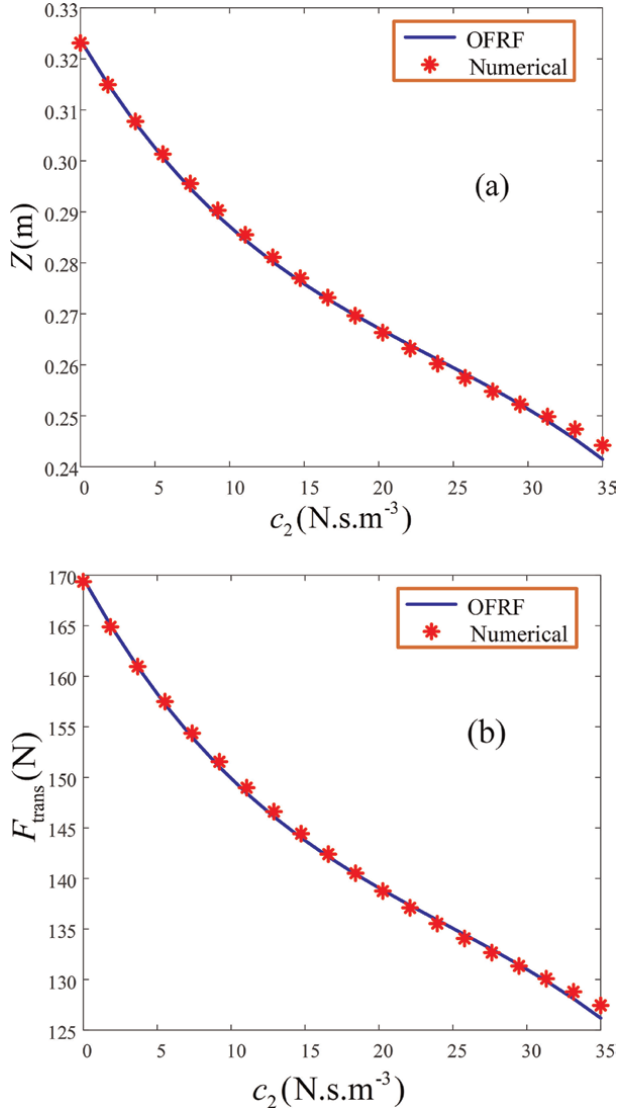 0.33
0.32
0.31
0.30
0.29
0.28
0.27
0.26
0.25
0.24
Z(m)
OFRF
Numerical
(a)
0 5 10 15 20 25 30 35
c₂(N.s.m⁻³)
170
165
160
155
150
145
140
135
130
125
F_trans(N)
OFRF
Numerical
(b)
0 5 10 15 20 25 30 35
c₂(N.s.m⁻³)